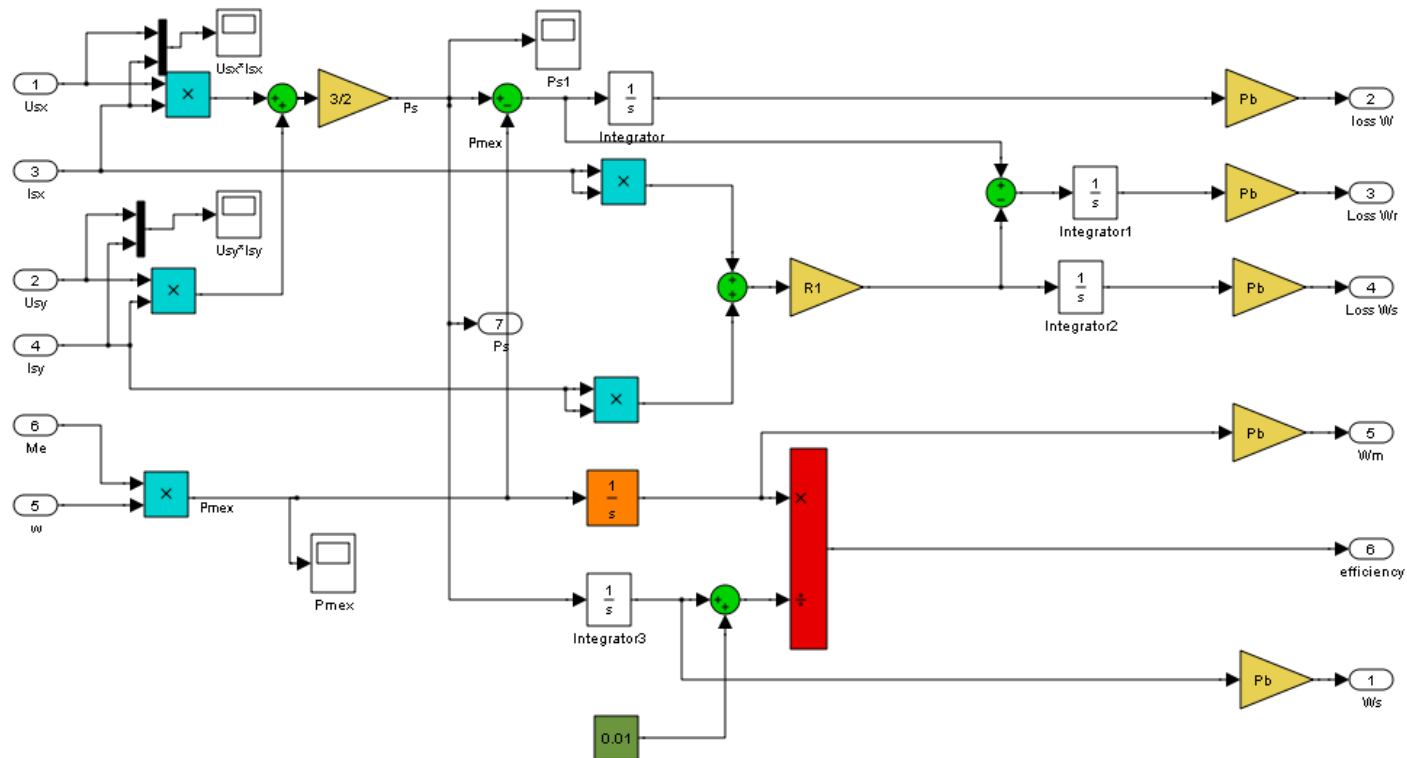 Usx*Isx
1
Usx
×
+
+
3/2
Ps
Ps1
+
−
Pmex
1
s
Integrator
Pb
2
loss W
3
Isx
×
+
−
1
s
Integrator1
Pb
3
Loss Wr
Usy*Isy
2
Usy
×
+
+
R1
1
s
Integrator2
Pb
4
Loss Ws
7
Ps
4
Isy
×
6
Me
Pb
5
Wm
5
w
×
Pmex
1
s
×
÷
6
efficiency
Pmex
1
s
Integrator3
+
+
Pb
1
Ws
0.01